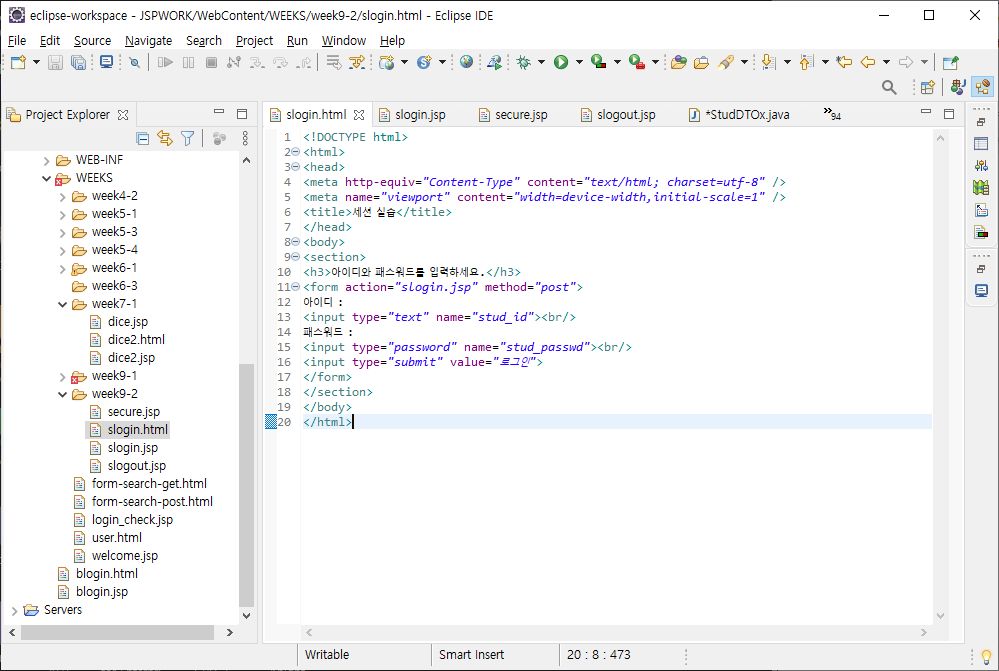 eclipse-workspace - JSPWORK/WebContent/WEEKS/week9-2/slogin.html - Eclipse IDE
File Edit Source Navigate Search Project Run Window Help
Project Explorer
WEB-INF
WEEKS
week4-2
week5-1
week5-3
week5-4
week6-1
week6-3
week7-1
dice.jsp
dice2.html
dice2.jsp
week9-1
week9-2
secure.jsp
slogin.html
slogin.jsp
slogout.jsp
form-search-get.html
form-search-post.html
login_check.jsp
user.html
welcome.jsp
blogin.html
blogin.jsp
Servers
slogin.html slogin.jsp secure.jsp slogout.jsp *StudDTOx.java »94
1 <!DOCTYPE html>
2 <html>
3 <head>
4 <meta http-equiv="Content-Type" content="text/html; charset=utf-8" />
5 <meta name="viewport" content="width=device-width,initial-scale=1" />
6 <title>세션 실습</title>
7 </head>
8 <body>
9 <section>
10 <h3>아이디와 패스워드를 입력하세요.</h3>
11 <form action="slogin.jsp" method="post">
12 아이디 :
13 <input type="text" name="stud_id"><br/>
14 패스워드 :
15 <input type="password" name="stud_passwd"><br/>
16 <input type="submit" value="로그인">
17 </form>
18 </section>
19 </body>
20 </html>
Writable Smart Insert 20 : 8 : 473